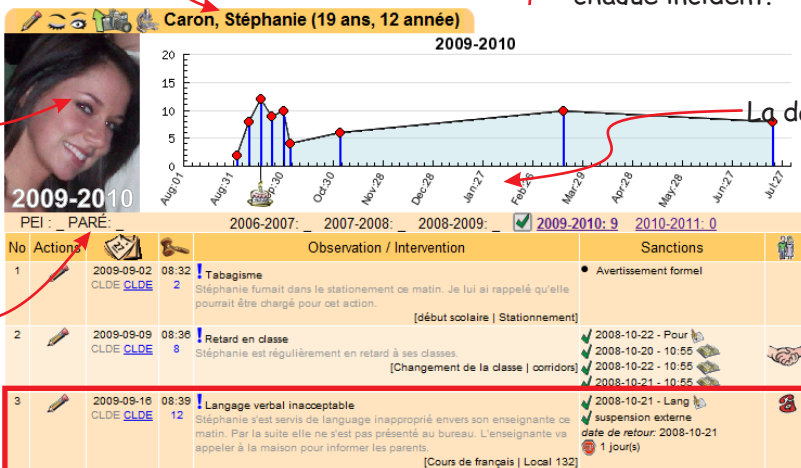 chaque incident.
Caron, Stéphanie (19 ans, 12 année)
2009-2010
20
15
10
5
0
Aug:01
Aug:31
Sep:30
Oct:30
Nov:28
Dec:28
Jan:27
Feb:26
Mar:29
Apr:28
May:28
Jun:27
Jul:27
La da
2009-2010
PEI : _ PARÉ: _
2006-2007: _ 2007-2008: _ 2008-2009: _ 2009-2010: 9 2010-2011: 0
No Actions Observation / Intervention Sanctions
1 2009-09-02 08:32 ! Tabagisme • Avertissement formel
CLDE CLDE 2 Stéphanie fumait dans le stationement ce matin. Je lui ai rappelé qu'elle
pourrait être chargé pour cet action.
[début scolaire | Stationnement]
2 2009-09-09 08:36 ! Retard en classe 2008-10-22 - Pour
CLDE CLDE 8 Stéphanie est régulièrement en retard à ses classes. 2008-10-20 - 10:55
[Changement de la classe | corridors] 2008-10-22 - 10:55
2008-10-21 - 10:55
3 2009-09-16 08:39 ! Langage verbal inacceptable 2008-10-21 - Lang
CLDE CLDE 12 Stéphanie s'est servis de language inapproprié envers son enseignante ce suspension externe
matin. Par la suite elle ne s'est pas présenté au bureau. L'enseignante va date de retour: 2008-10-21
appeler à la maison pour informer les parents. 1 jour(s)
[Cours de français | Local 132]